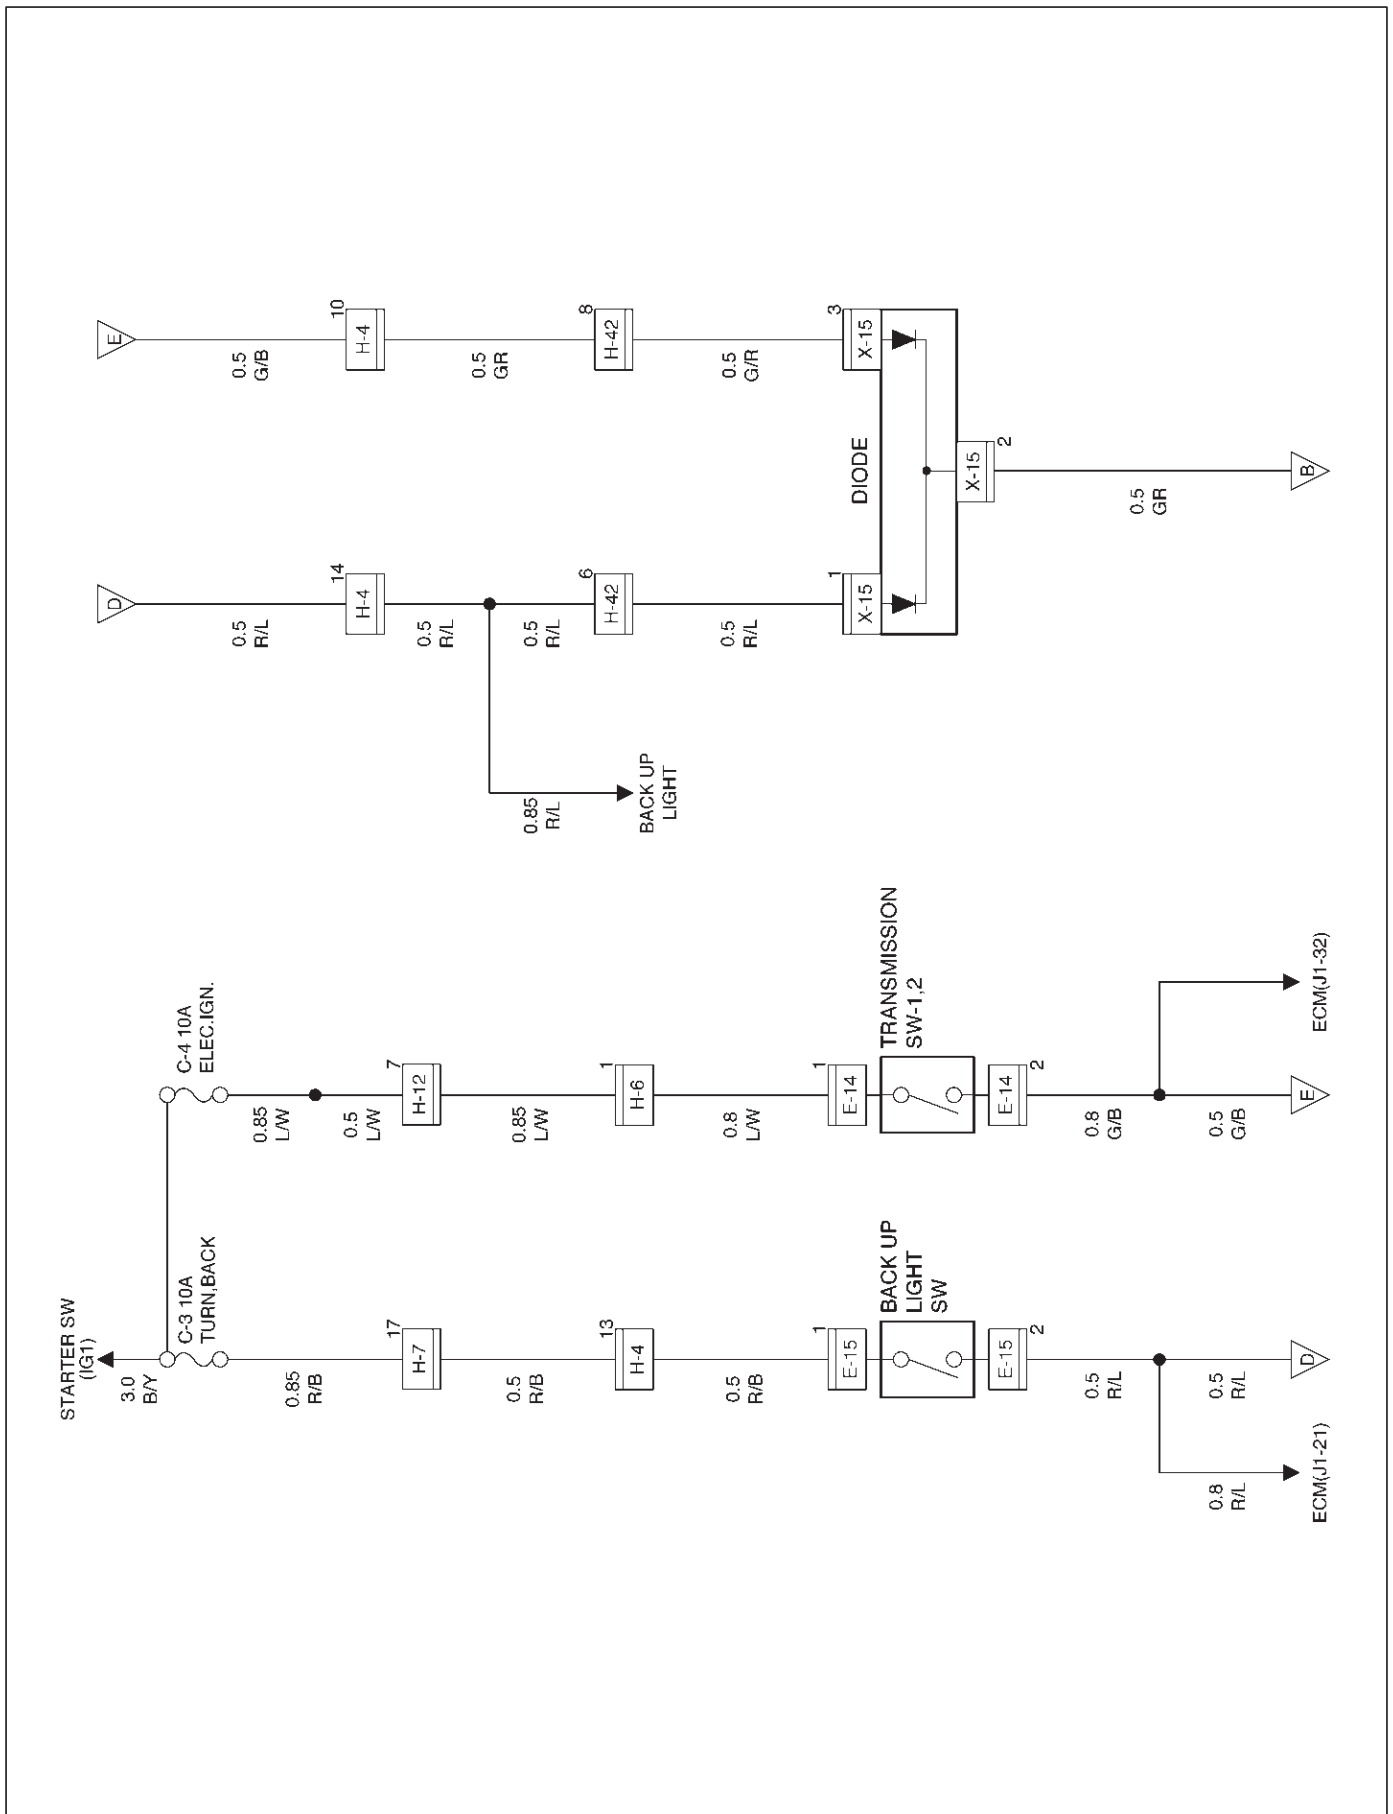 STARTER SW
(IG1)
3.0
B/Y
C-3 10A
TURN,BACK
C-4 10A
ELEC.IGN.
0.85
R/B
17
H-7
0.5
R/B
13
H-4
0.5
R/B
1
E-15
BACK UP
LIGHT
SW
E-15
2
0.5
R/L
0.5
R/L
D
0.8
R/L
ECM(J1-21)
0.85
L/W
0.5
L/W
7
H-12
0.85
L/W
1
H-6
0.8
L/W
1
E-14
TRANSMISSION
SW-1,2
E-14
2
0.8
G/B
0.5
G/B
E
ECM(J1-32)
D
0.5
R/L
14
H-4
0.5
R/L
0.85
R/L
BACK UP
LIGHT
0.5
R/L
6
H-42
0.5
R/L
1
X-15
DIODE
E
0.5
G/B
10
H-4
0.5
GR
8
H-42
0.5
G/R
3
X-15
X-15
2
0.5
GR
B